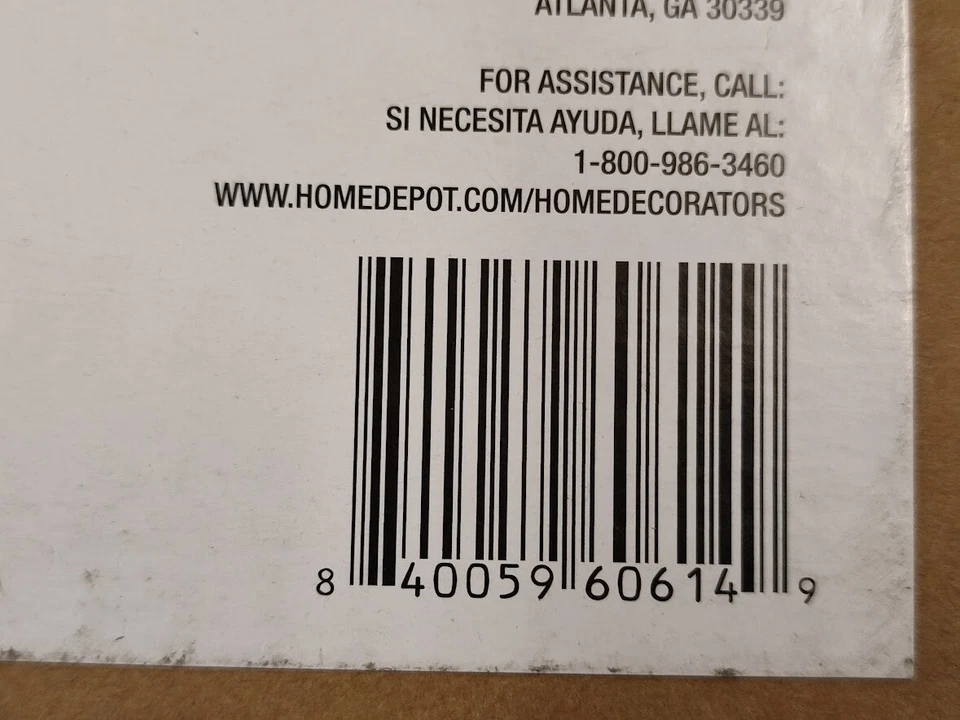 ATLANTA, GA 30339
FOR ASSISTANCE, CALL:
SI NECESITA AYUDA, LLAME AL:
1-800-986-3460
WWW.HOMEDEPOT.COM/HOMEDECORATORS
8 40059 60614 9